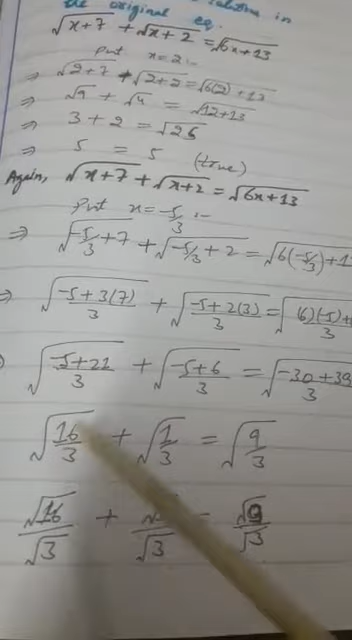 the original eq.
√(x+7) + √(x+2) = √(6x+13)
Put x = 2 :-
⇒ √(2+7) + √(2+2) = √(6(2)+13
⇒ √9 + √4 = √(12+13)
⇒ 3 + 2 = √26
⇒ 5 = 5 (true)
Again, √(x+7) + √(x+2) = √(6x+13)
Put x = -5/3 :-
⇒ √(-5/3+7) + √(-5/3+2) = √(6(-5/3)+1
⇒ √((-5+3(7))/3) + √((-5+2(3))/3) = √((6)(-5)+
√((-5+21)/3) + √((-5+6)/3) = √((-30+39)/3)
√(16/3) + √(1/3) = √(9/3)
√16/√3 + √ /√3 √9/√3